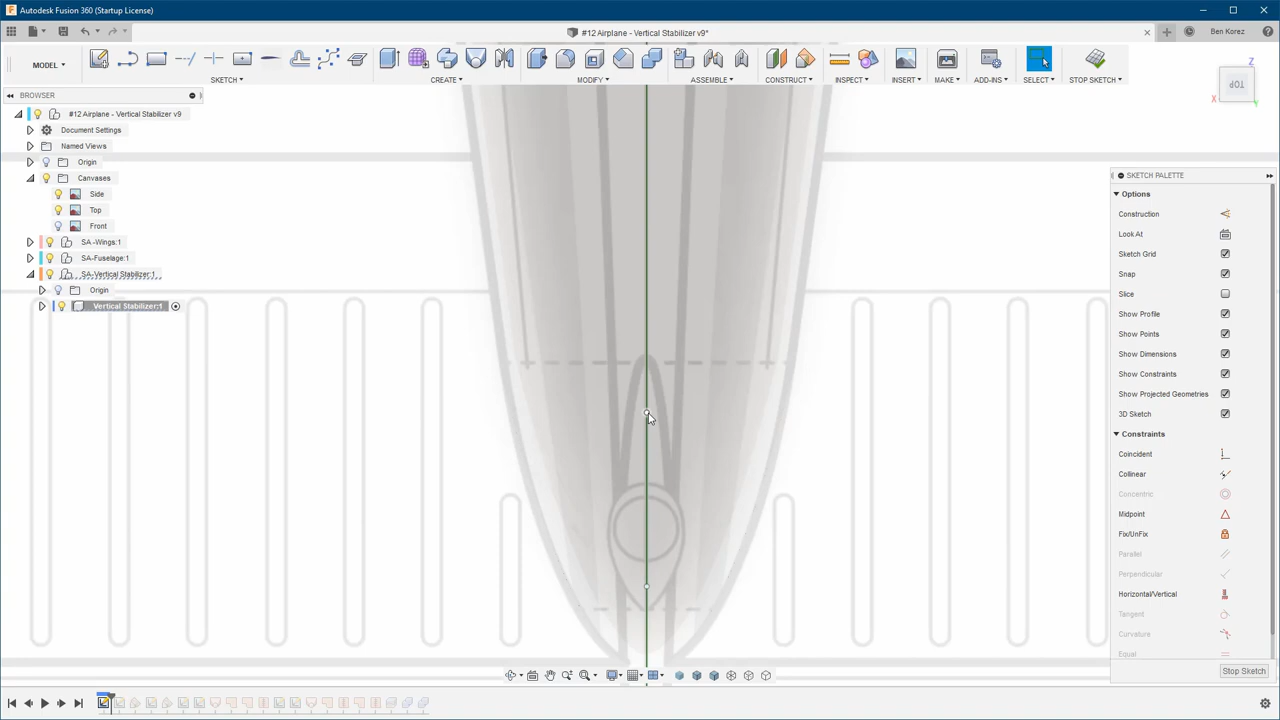 Autodesk Fusion 360 (Startup License)
#12 Airplane - Vertical Stabilizer v9*
Ben Korez
MODEL
SKETCH
CREATE
MODIFY
ASSEMBLE
CONSTRUCT
INSPECT
INSERT
MAKE
ADD-INS
SELECT
STOP SKETCH
BROWSER
#12 Airplane - Vertical Stabilizer v9
Document Settings
Named Views
Origin
Canvases
Side
Top
Front
SA -Wings:1
SA-Fuselage:1
SA-Vertical Stabilizer:1
Origin
Vertical Stabilizer:1
Z
TOP
X
Y
SKETCH PALETTE
Options
Construction
Look At
Sketch Grid
Snap
Slice
Show Profile
Show Points
Show Dimensions
Show Constraints
Show Projected Geometries
3D Sketch
Constraints
Coincident
Collinear
Concentric
Midpoint
Fix/UnFix
Parallel
Perpendicular
Horizontal/Vertical
Tangent
Curvature
Equal
Stop Sketch